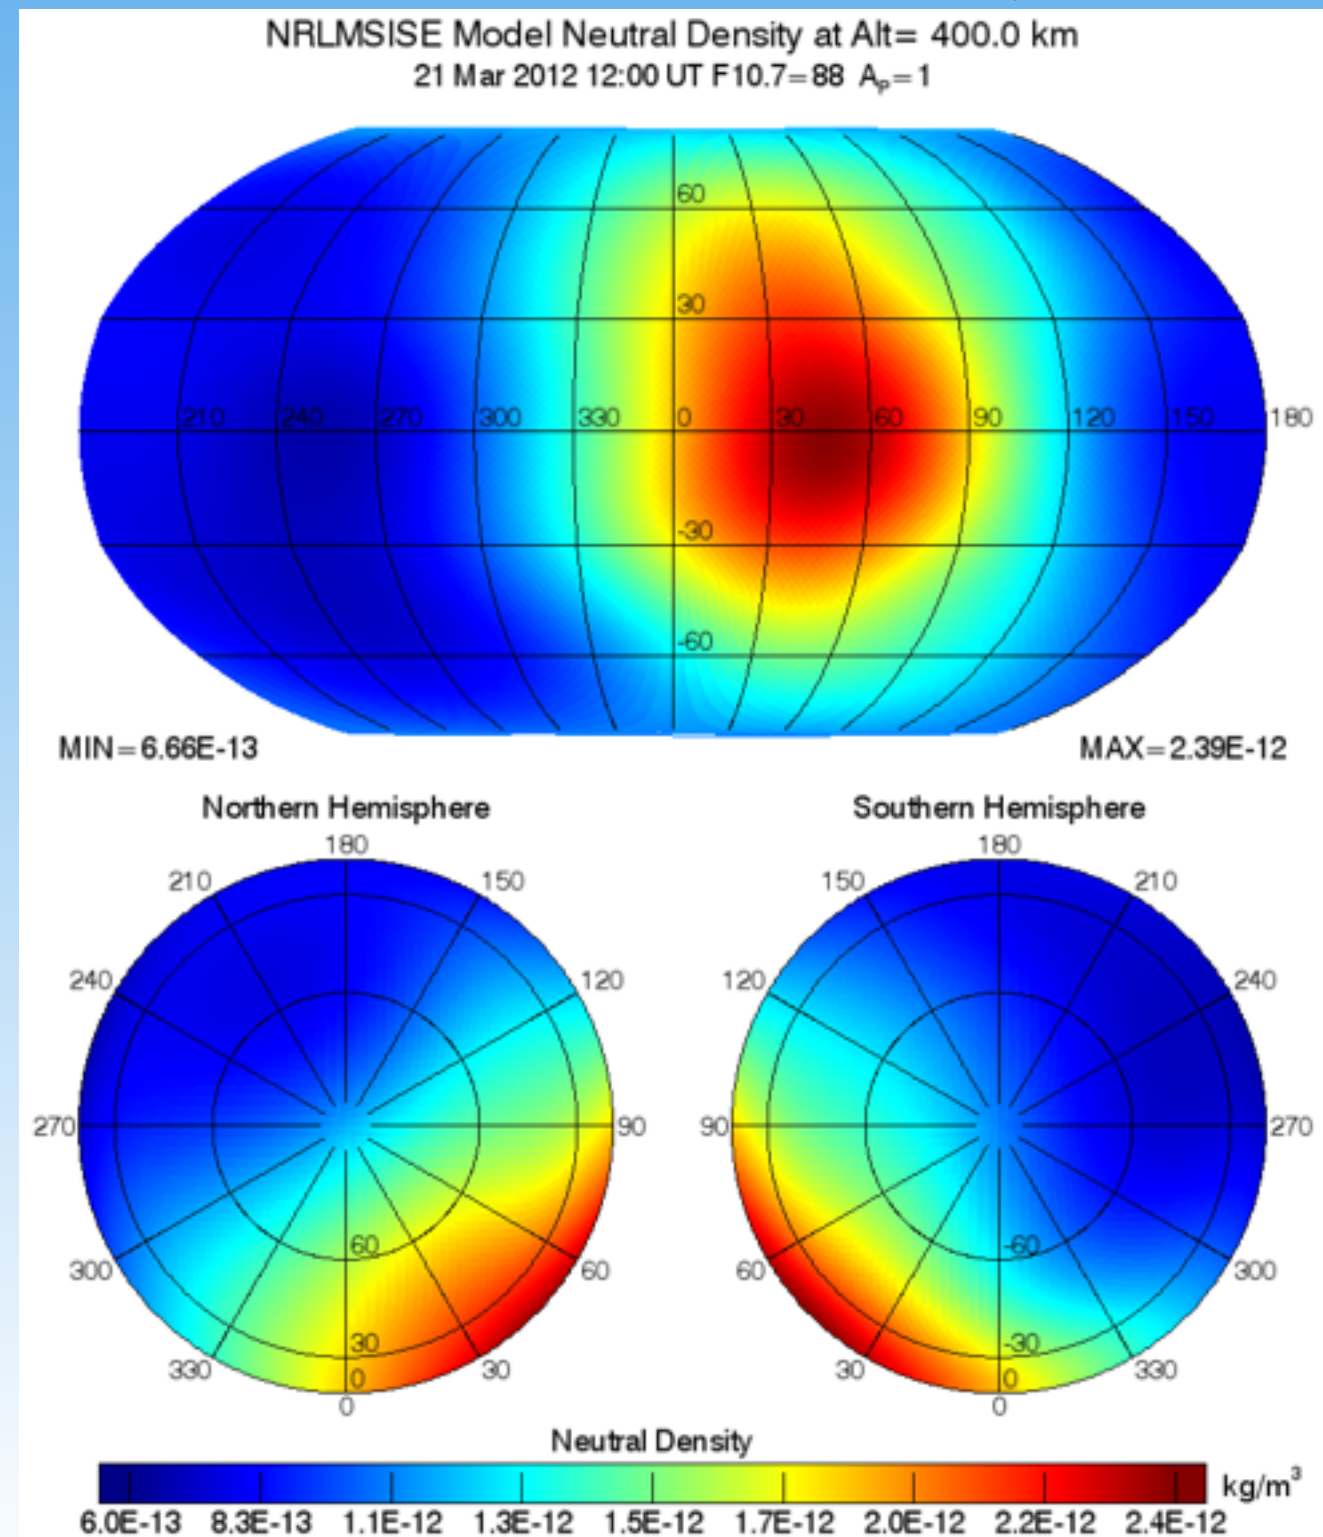 NRLMSISE Model Neutral Density at Alt= 400.0 km
21 Mar 2012 12:00 UT F10.7=88 Aₚ=1
60
30
210 240 270 300 330 0 30 60 90 120 150 180
-30
-60
MIN=6.66E-13 MAX=2.39E-12
Northern Hemisphere Southern Hemisphere
180 180
210 150 150 210
240 120 120 240
270 90 90 270
60 -60
300 60 60 300
30 -30
330 30 30 330
0 0
0 0
Neutral Density
kg/m³
6.0E-13 8.3E-13 1.1E-12 1.3E-12 1.5E-12 1.7E-12 2.0E-12 2.2E-12 2.4E-12